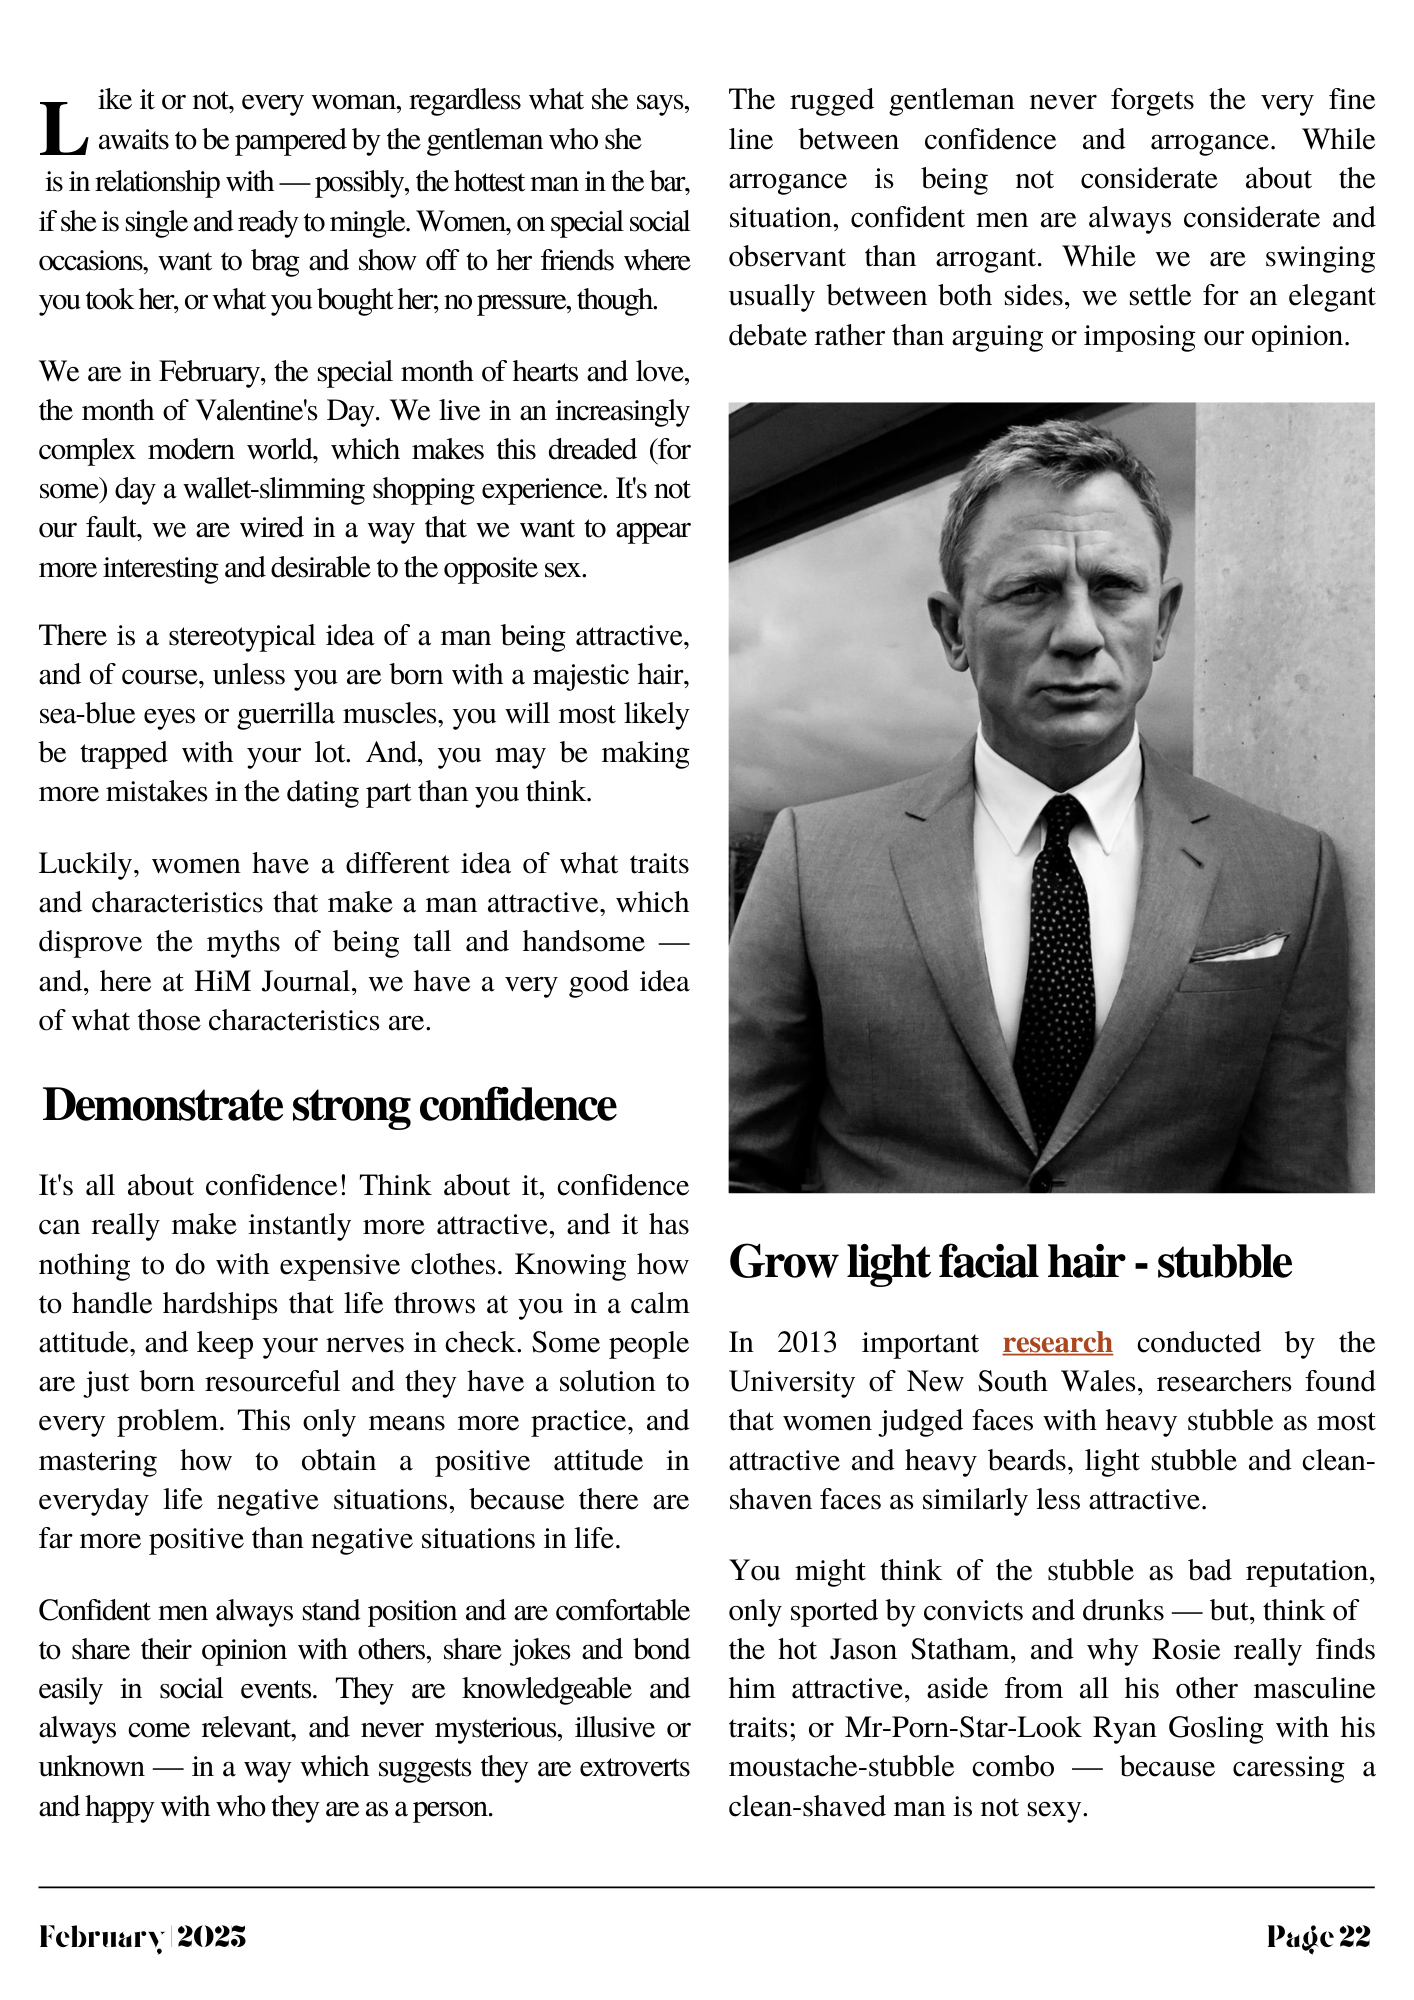 Like it or not, every woman, regardless what she says,
awaits to be pampered by the gentleman who she
is in relationship with — possibly, the hottest man in the bar,
if she is single and ready to mingle. Women, on special social
occasions, want to brag and show off to her friends where
you took her, or what you bought her; no pressure, though.
We are in February, the special month of hearts and love,
the month of Valentine's Day. We live in an increasingly
complex modern world, which makes this dreaded (for
some) day a wallet-slimming shopping experience. It's not
our fault, we are wired in a way that we want to appear
more interesting and desirable to the opposite sex.
There is a stereotypical idea of a man being attractive,
and of course, unless you are born with a majestic hair,
sea-blue eyes or guerrilla muscles, you will most likely
be trapped with your lot. And, you may be making
more mistakes in the dating part than you think.
Luckily, women have a different idea of what traits
and characteristics that make a man attractive, which
disprove the myths of being tall and handsome —
and, here at HiM Journal, we have a very good idea
of what those characteristics are.
Demonstrate strong confidence
It's all about confidence! Think about it, confidence
can really make instantly more attractive, and it has
nothing to do with expensive clothes. Knowing how
to handle hardships that life throws at you in a calm
attitude, and keep your nerves in check. Some people
are just born resourceful and they have a solution to
every problem. This only means more practice, and
mastering how to obtain a positive attitude in
everyday life negative situations, because there are
far more positive than negative situations in life.
Confident men always stand position and are comfortable
to share their opinion with others, share jokes and bond
easily in social events. They are knowledgeable and
always come relevant, and never mysterious, illusive or
unknown — in a way which suggests they are extroverts
and happy with who they are as a person.
The rugged gentleman never forgets the very fine
line between confidence and arrogance. While
arrogance is being not considerate about the
situation, confident men are always considerate and
observant than arrogant. While we are swinging
usually between both sides, we settle for an elegant
debate rather than arguing or imposing our opinion.
Grow light facial hair - stubble
In 2013 important research conducted by the
University of New South Wales, researchers found
that women judged faces with heavy stubble as most
attractive and heavy beards, light stubble and clean-
shaven faces as similarly less attractive.
You might think of the stubble as bad reputation,
only sported by convicts and drunks — but, think of
the hot Jason Statham, and why Rosie really finds
him attractive, aside from all his other masculine
traits; or Mr-Porn-Star-Look Ryan Gosling with his
moustache-stubble combo — because caressing a
clean-shaved man is not sexy.
February | 2023
Page 22